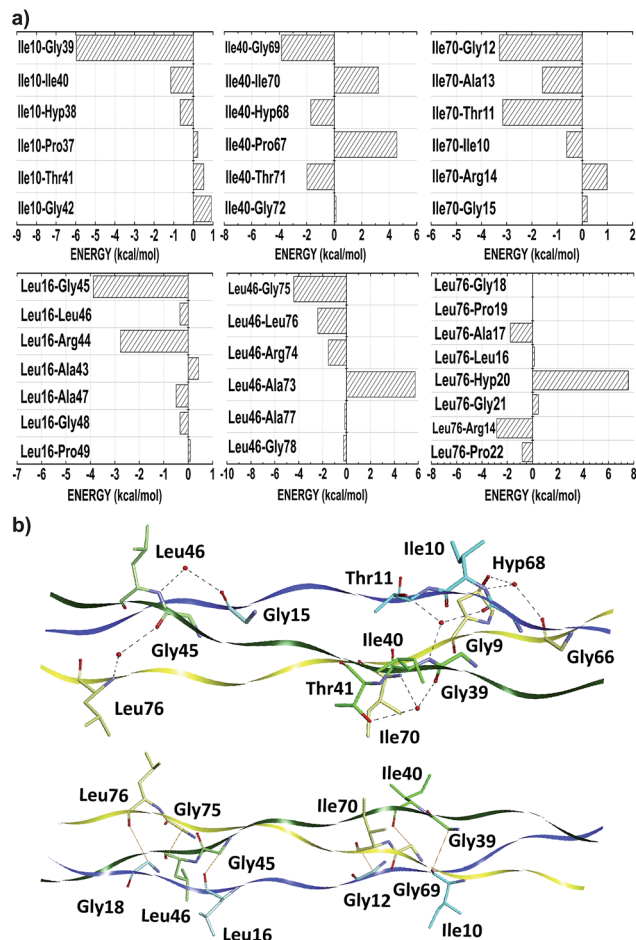 a)
Ile10-Gly39
Ile10-Ile40
Ile10-Hyp38
Ile10-Pro37
Ile10-Thr41
Ile10-Gly42
-9 -8 -7 -6 -5 -4 -3 -2 -1 0 1
ENERGY (kcal/mol)
Ile40-Gly69
Ile40-Ile70
Ile40-Hyp68
Ile40-Pro67
Ile40-Thr71
Ile40-Gly72
-8 -6 -4 -2 0 2 4 6
ENERGY (kcal/mol)
Ile70-Gly12
Ile70-Ala13
Ile70-Thr11
Ile70-Ile10
Ile70-Arg14
Ile70-Gly15
-6 -5 -4 -3 -2 -1 0 1 2
ENERGY (kcal/mol)
Leu16-Gly45
Leu16-Leu46
Leu16-Arg44
Leu16-Ala43
Leu16-Ala47
Leu16-Gly48
Leu16-Pro49
-7 -6 -5 -4 -3 -2 -1 0 1
ENERGY (kcal/mol)
Leu46-Gly75
Leu46-Leu76
Leu46-Arg74
Leu46-Ala73
Leu46-Ala77
Leu46-Gly78
-10 -8 -6 -4 -2 0 2 4 6
ENERGY (kcal/mol)
Leu76-Gly18
Leu76-Pro19
Leu76-Ala17
Leu76-Leu16
Leu76-Hyp20
Leu76-Gly21
Leu76-Arg14
Leu76-Pro22
-8 -6 -4 -2 0 2 4 6 8
ENERGY (kcal/mol)
b)
Leu46
Gly15
Gly45
Leu76
Ile10
Hyp68
Thr11
Ile40
Gly9
Gly66
Thr41
Gly39
Ile70
Leu76
Gly75
Gly45
Gly18
Leu46
Leu16
Ile40
Ile70
Gly39
Gly12
Gly69
Ile10